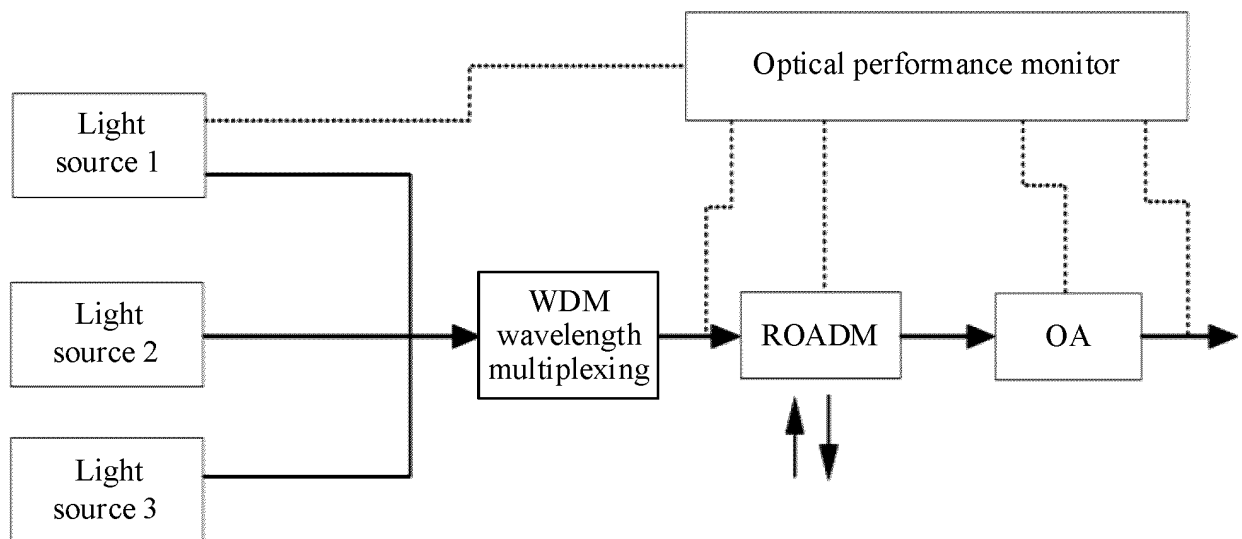 Optical performance monitor
Light
source 1
Light
source 2
Light
source 3
WDM
wavelength
multiplexing
ROADM
OA